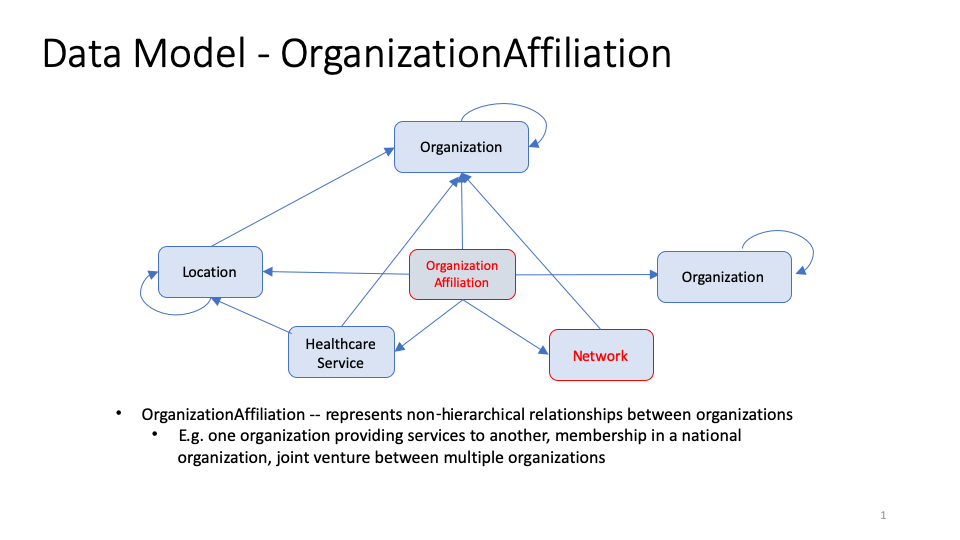 Data Model - OrganizationAffiliation
Organization
Location
Organization
Affiliation
Organization
Healthcare
Service
Network
• OrganizationAffiliation -- represents non-hierarchical relationships between organizations
• E.g. one organization providing services to another, membership in a national
organization, joint venture between multiple organizations
1